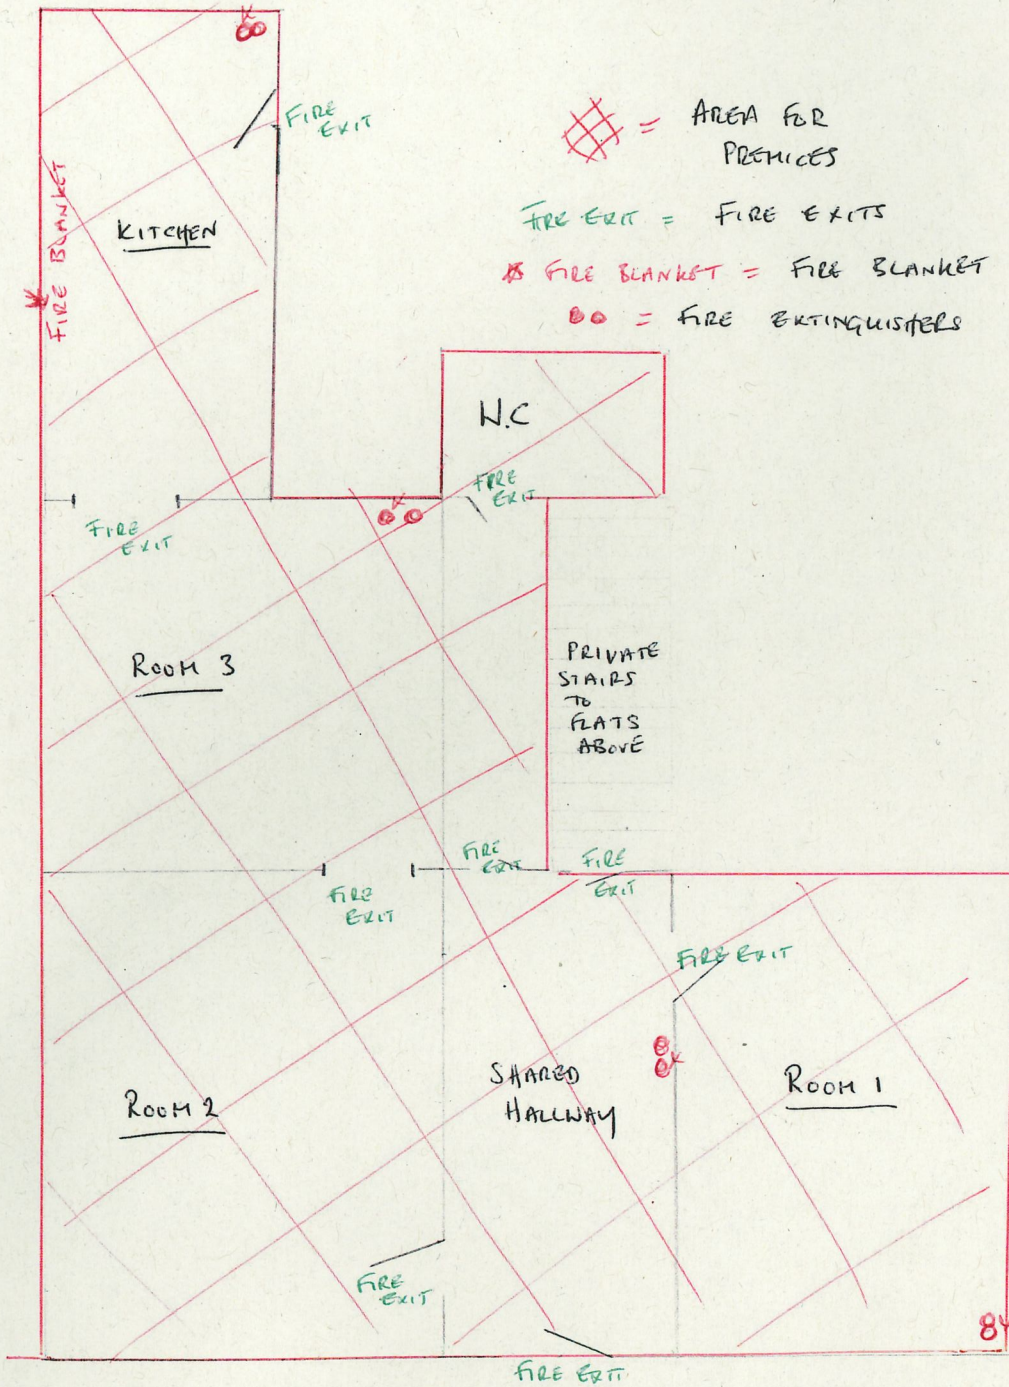 FIRE
EXIT
AREA FOR
PREMICES
=
FIRE EXIT = FIRE EXITS
FIRE BLANKET = FIRE BLANKET
= FIRE EXTINGUISHERS
FIRE BLANKET
KITCHEN
W.C
FIRE
EXIT
FIRE
EXIT
ROOM 3
PRIVATE
STAIRS
TO
FLATS
ABOVE
FIRE
EXIT
FIRE
EXIT
FIRE
EXIT
FIRE EXIT
SHARED
HALLWAY
ROOM 1
ROOM 2
FIRE
EXIT
FIRE EXIT